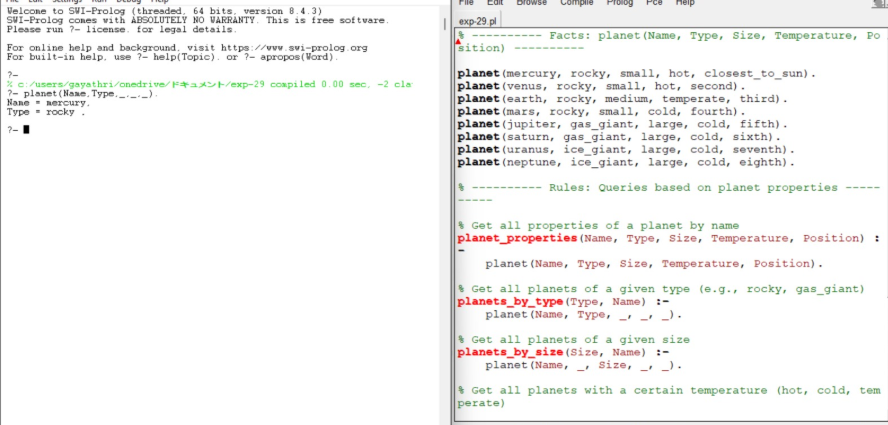 File Edit Settings Run Debug Help
Welcome to SWI-Prolog (threaded, 64 bits, version 8.4.3)
SWI-Prolog comes with ABSOLUTELY NO WARRANTY. This is free software.
Please run ?- license. for legal details.
For online help and background, visit https://www.swi-prolog.org
For built-in help, use ?- help(Topic). or ?- apropos(Word).
?-
% c:/users/gayathri/onedrive/ドキュメント/exp-29 compiled 0.00 sec, -2 cla
?- planet(Name,Type,_,_,_).
Name = mercury,
Type = rocky .
?-
File Edit Browse Compile Prolog Pce Help
exp-29.pl
% ---------- Facts: planet(Name, Type, Size, Temperature, Po
sition) ----------
planet(mercury, rocky, small, hot, closest_to_sun).
planet(venus, rocky, small, hot, second).
planet(earth, rocky, medium, temperate, third).
planet(mars, rocky, small, cold, fourth).
planet(jupiter, gas_giant, large, cold, fifth).
planet(saturn, gas_giant, large, cold, sixth).
planet(uranus, ice_giant, large, cold, seventh).
planet(neptune, ice_giant, large, cold, eighth).
% ---------- Rules: Queries based on planet properties -----
-----
% Get all properties of a planet by name
planet_properties(Name, Type, Size, Temperature, Position) :
-
planet(Name, Type, Size, Temperature, Position).
% Get all planets of a given type (e.g., rocky, gas_giant)
planets_by_type(Type, Name) :-
planet(Name, Type, _, _, _).
% Get all planets of a given size
planets_by_size(Size, Name) :-
planet(Name, _, Size, _, _).
% Get all planets with a certain temperature (hot, cold, tem
perate)